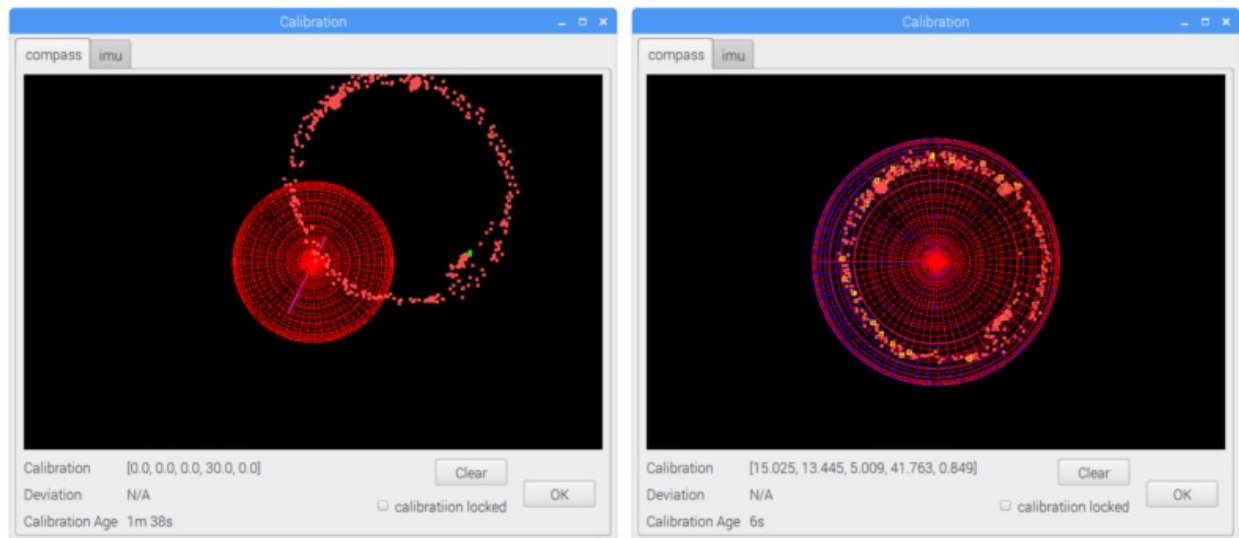 Calibration
compass imu
Calibration [0.0, 0.0, 0.0, 30.0, 0.0]
Clear
Deviation N/A
OK
calibratiion locked
Calibration Age 1m 38s
Calibration
compass imu
Calibration [15.025, 13.445, 5.009, 41.763, 0.849]
Clear
Deviation N/A
OK
calibratiion locked
Calibration Age 6s